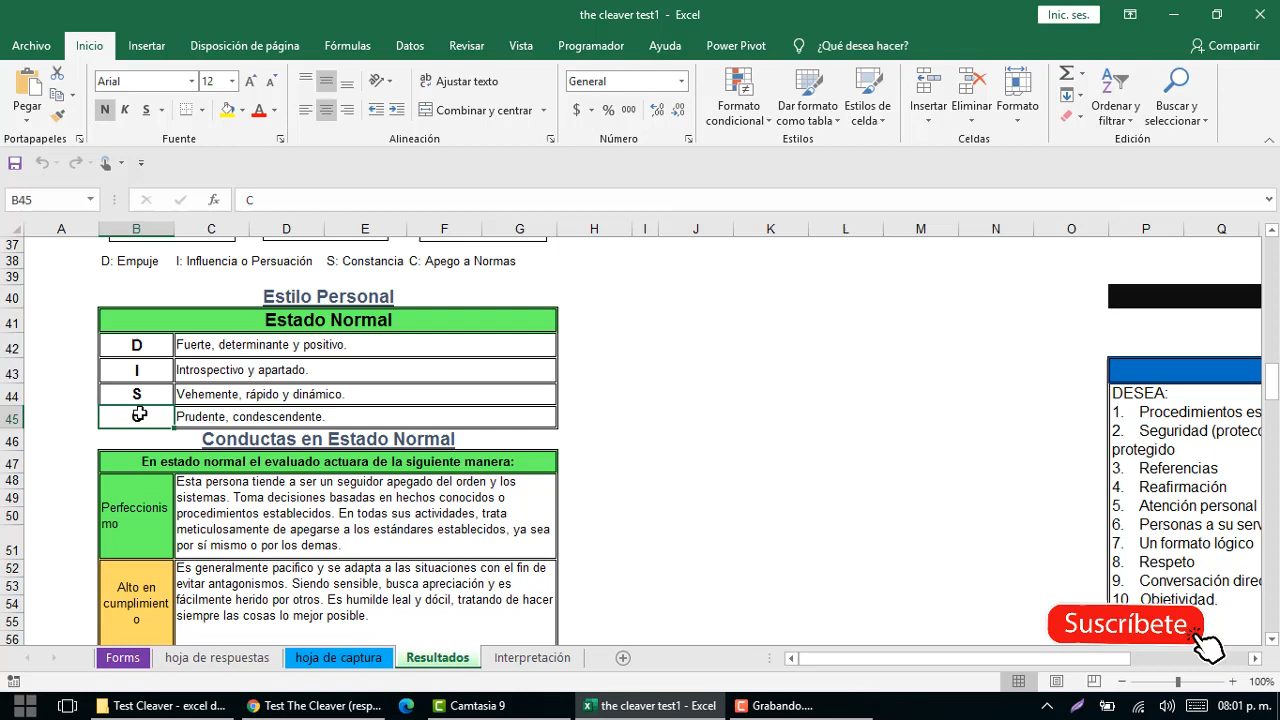 the cleaver test1 - Excel
Inic. ses.
Archivo Inicio Insertar Disposición de página Fórmulas Datos Revisar Vista Programador Ayuda Power Pivot ¿Qué desea hacer? Compartir
Pegar
Arial 12
Ajustar texto
General
Formato condicional
Dar formato como tabla
Estilos de celda
Insertar Eliminar Formato
Ordenar y filtrar
Buscar y seleccionar
N K S
Combinar y centrar
$ % 000
Portapapeles Fuente Alineación Número Estilos Celdas Edición
B45 fx C
A B C D E F G H I J K L M N O P Q
37
38 D: Empuje I: Influencia o Persuación S: Constancia C: Apego a Normas
39
40 Estilo Personal
41 Estado Normal
42 D Fuerte, determinante y positivo.
43 I Introspectivo y apartado.
44 S Vehemente, rápido y dinámico.
45 Prudente, condescendente.
46 Conductas en Estado Normal
47 En estado normal el evaluado actuara de la siguiente manera:
48
49
50
51
Perfeccionis
mo
Esta persona tiende a ser un seguidor apegado del orden y los
sistemas. Toma decisiones basadas en hechos conocidos o
procedimientos establecidos. En todas sus actividades, trata
meticulosamente de apegarse a los estándares establecidos, ya sea
por sí mismo o por los demas.
52
53
54
55
56
Alto en
cumplimient
o
Es generalmente pacífico y se adapta a las situaciones con el fin de
evitar antagonismos. Siendo sensible, busca apreciación y es
fácilmente herido por otros. Es humilde leal y dócil, tratando de hacer
siempre las cosas lo mejor posible.
DESEA:
1. Procedimientos es
2. Seguridad (protecc
protegido
3. Referencias
4. Reafirmación
5. Atención personal
6. Personas a su serv
7. Un formato lógico
8. Respeto
9. Conversación direc
10. Objetividad.
Suscríbete
Forms hoja de respuestas hoja de captura Resultados Interpretación
100%
Test Cleaver - excel d... Test The Cleaver (resp... Camtasia 9 the cleaver test1 - Excel Grabando.... 08:01 p. m.